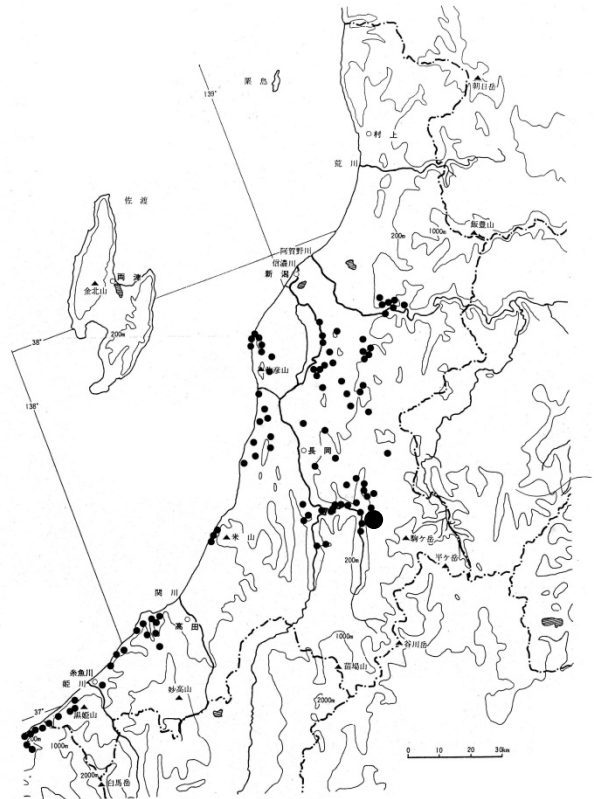 粟島
139°
朝日岳
村上
荒川
佐渡
200m
1000m
飯豊山
阿賀野川
信濃川
新潟
両津
金北山
200m
38°
138°
弥彦山
長岡
米山
駒ケ岳
平ケ岳
200m
関川
高田
1000m
谷川岳
苗場山
糸魚川
姫川
妙高山
2000m
37°
黒姫山
1000m
2000m
白馬岳
0 10 20 30km